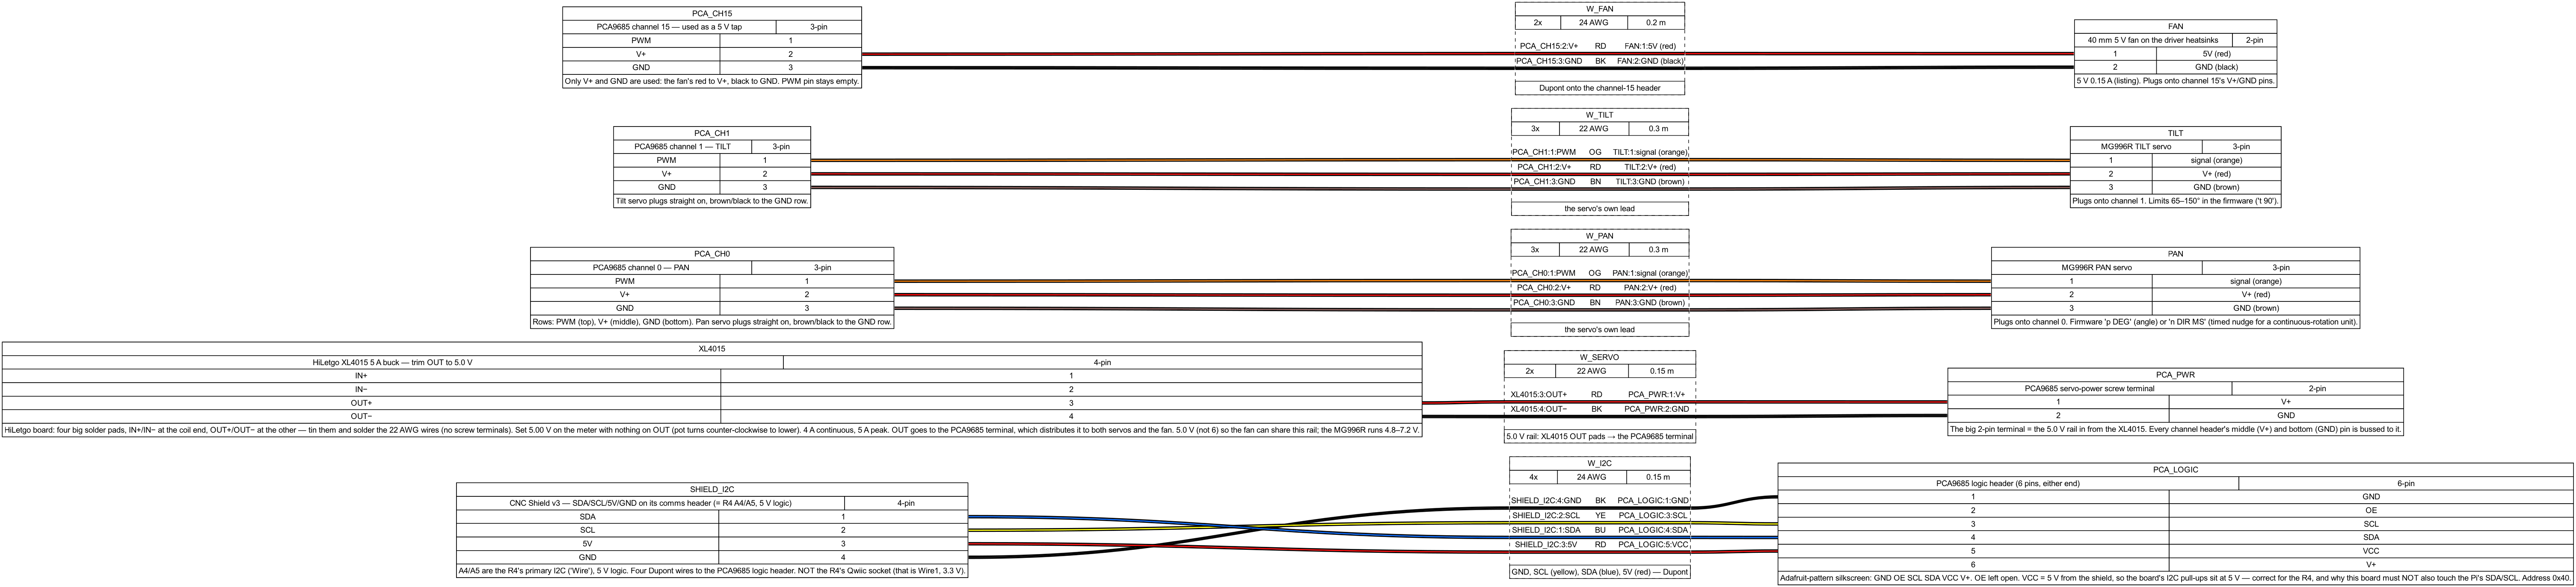 PCA_CH15
PCA9685 channel 15 — used as a 5 V tap 3-pin
PWM 1
V+ 2
GND 3
Only V+ and GND are used: the fan's red to V+, black to GND. PWM pin stays empty.
W_FAN
2x 24 AWG 0.2 m
PCA_CH15:2:V+ RD FAN:1:5V (red)
PCA_CH15:3:GND BK FAN:2:GND (black)
Dupont onto the channel-15 header
FAN
40 mm 5 V fan on the driver heatsinks 2-pin
1 5V (red)
2 GND (black)
5 V 0.15 A (listing). Plugs onto channel 15's V+/GND pins.
PCA_CH1
PCA9685 channel 1 — TILT 3-pin
PWM 1
V+ 2
GND 3
Tilt servo plugs straight on, brown/black to the GND row.
W_TILT
3x 22 AWG 0.3 m
PCA_CH1:1:PWM OG TILT:1:signal (orange)
PCA_CH1:2:V+ RD TILT:2:V+ (red)
PCA_CH1:3:GND BN TILT:3:GND (brown)
the servo's own lead
TILT
MG996R TILT servo 3-pin
1 signal (orange)
2 V+ (red)
3 GND (brown)
Plugs onto channel 1. Limits 65–150° in the firmware ('t 90').
PCA_CH0
PCA9685 channel 0 — PAN 3-pin
PWM 1
V+ 2
GND 3
Rows: PWM (top), V+ (middle), GND (bottom). Pan servo plugs straight on, brown/black to the GND row.
W_PAN
3x 22 AWG 0.3 m
PCA_CH0:1:PWM OG PAN:1:signal (orange)
PCA_CH0:2:V+ RD PAN:2:V+ (red)
PCA_CH0:3:GND BN PAN:3:GND (brown)
the servo's own lead
PAN
MG996R PAN servo 3-pin
1 signal (orange)
2 V+ (red)
3 GND (brown)
Plugs onto channel 0. Firmware 'p DEG' (angle) or 'n DIR MS' (timed nudge for a continuous-rotation unit).
XL4015
HiLetgo XL4015 5 A buck — trim OUT to 5.0 V 4-pin
IN+ 1
IN− 2
OUT+ 3
OUT− 4
HiLetgo board: four big solder pads, IN+/IN− at the coil end, OUT+/OUT− at the other — tin them and solder the 22 AWG wires (no screw terminals). Set 5.00 V on the meter with nothing on OUT (pot turns counter-clockwise to lower). 4 A continuous, 5 A peak. OUT goes to the PCA9685 terminal, which distributes it to both servos and the fan. 5.0 V (not 6) so the fan can share this rail; the MG996R runs 4.8–7.2 V.
W_SERVO
2x 22 AWG 0.15 m
XL4015:3:OUT+ RD PCA_PWR:1:V+
XL4015:4:OUT− BK PCA_PWR:2:GND
5.0 V rail: XL4015 OUT pads → the PCA9685 terminal
PCA_PWR
PCA9685 servo-power screw terminal 2-pin
1 V+
2 GND
The big 2-pin terminal = the 5.0 V rail in from the XL4015. Every channel header's middle (V+) and bottom (GND) pin is bussed to it.
SHIELD_I2C
CNC Shield v3 — SDA/SCL/5V/GND on its comms header (= R4 A4/A5, 5 V logic) 4-pin
SDA 1
SCL 2
5V 3
GND 4
A4/A5 are the R4's primary I2C ('Wire'), 5 V logic. Four Dupont wires to the PCA9685 logic header. NOT the R4's Qwiic socket (that is Wire1, 3.3 V).
W_I2C
4x 24 AWG 0.15 m
SHIELD_I2C:4:GND BK PCA_LOGIC:1:GND
SHIELD_I2C:2:SCL YE PCA_LOGIC:3:SCL
SHIELD_I2C:1:SDA BU PCA_LOGIC:4:SDA
SHIELD_I2C:3:5V RD PCA_LOGIC:5:VCC
GND, SCL (yellow), SDA (blue), 5V (red) — Dupont
PCA_LOGIC
PCA9685 logic header (6 pins, either end) 6-pin
1 GND
2 OE
3 SCL
4 SDA
5 VCC
6 V+
Adafruit-pattern silkscreen: GND OE SCL SDA VCC V+. OE left open. VCC = 5 V from the shield, so the board's I2C pull-ups sit at 5 V — correct for the R4, and why this board must NOT also touch the Pi's SDA/SCL. Address 0x40.